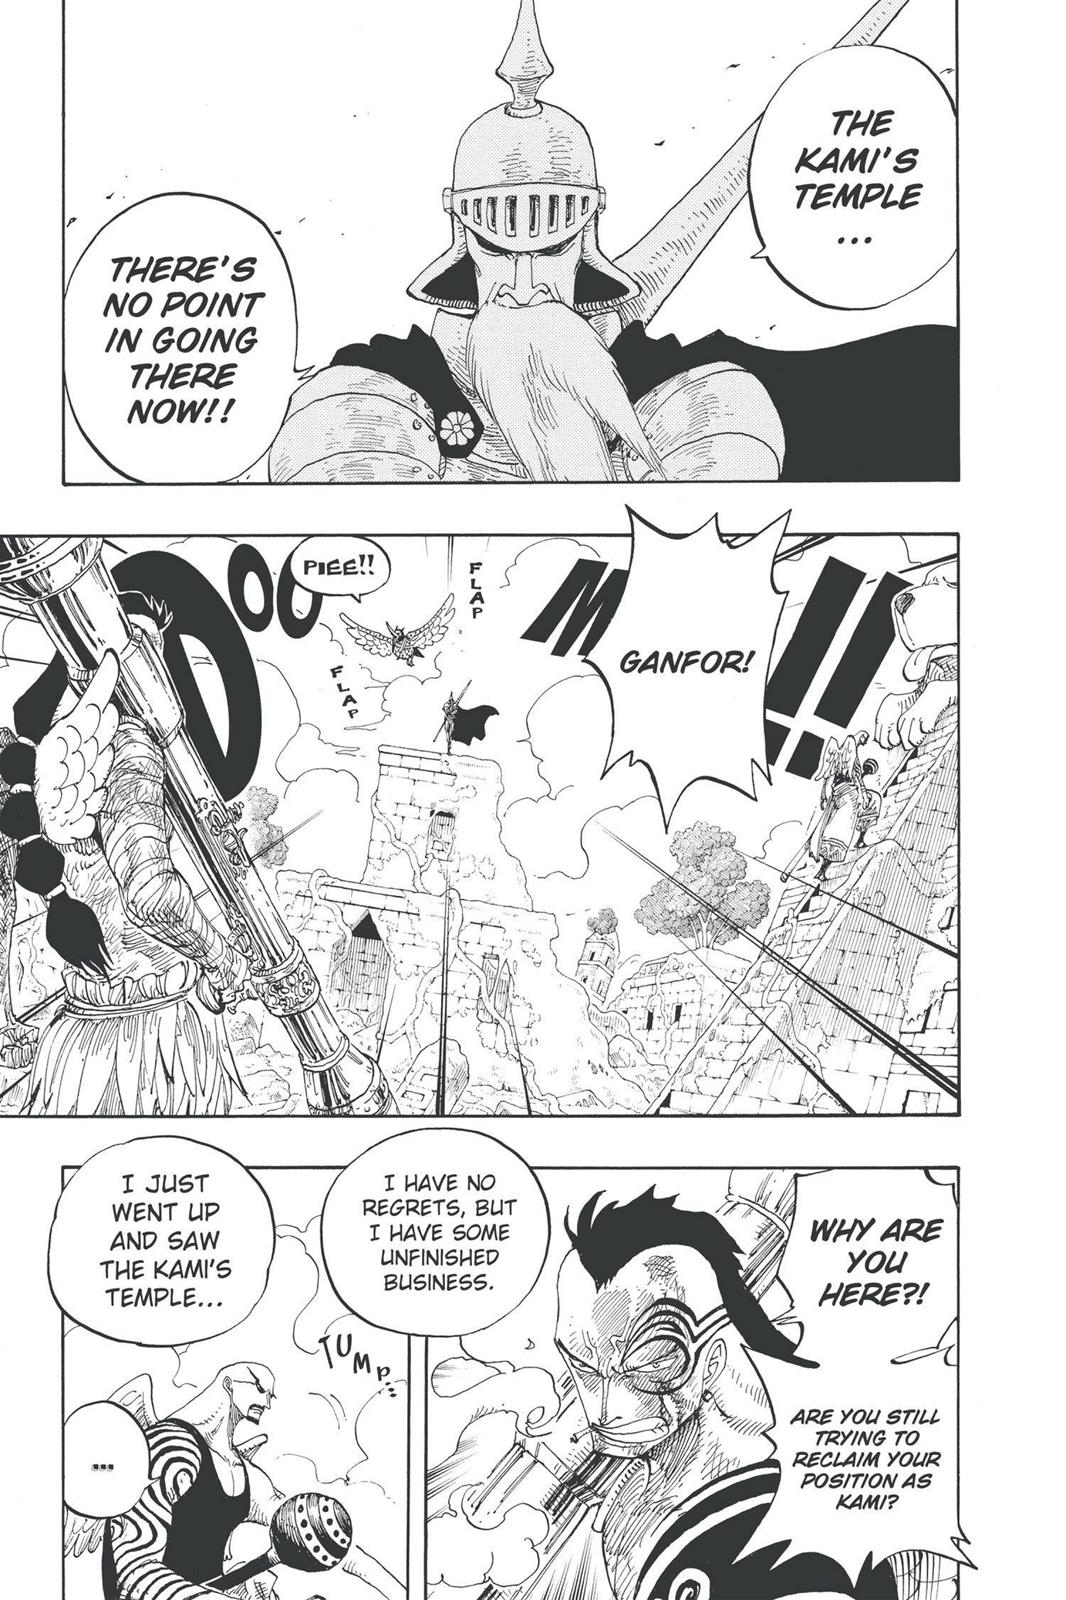 THE
KAMI'S
TEMPLE
...
THERE'S
NO POINT
IN GOING
THERE
NOW!!
GANFOR!
M!!
FLAP
PIEE!!
FLAP
DOOO
WHY ARE
YOU
HERE?!
ARE YOU STILL
TRYING TO
RECLAIM YOUR
POSITION AS
KAMI?
I HAVE NO
REGRETS, BUT
I HAVE SOME
UNFINISHED
BUSINESS.
I JUST
WENT UP
AND SAW
THE KAMI'S
TEMPLE...
TUMP
...